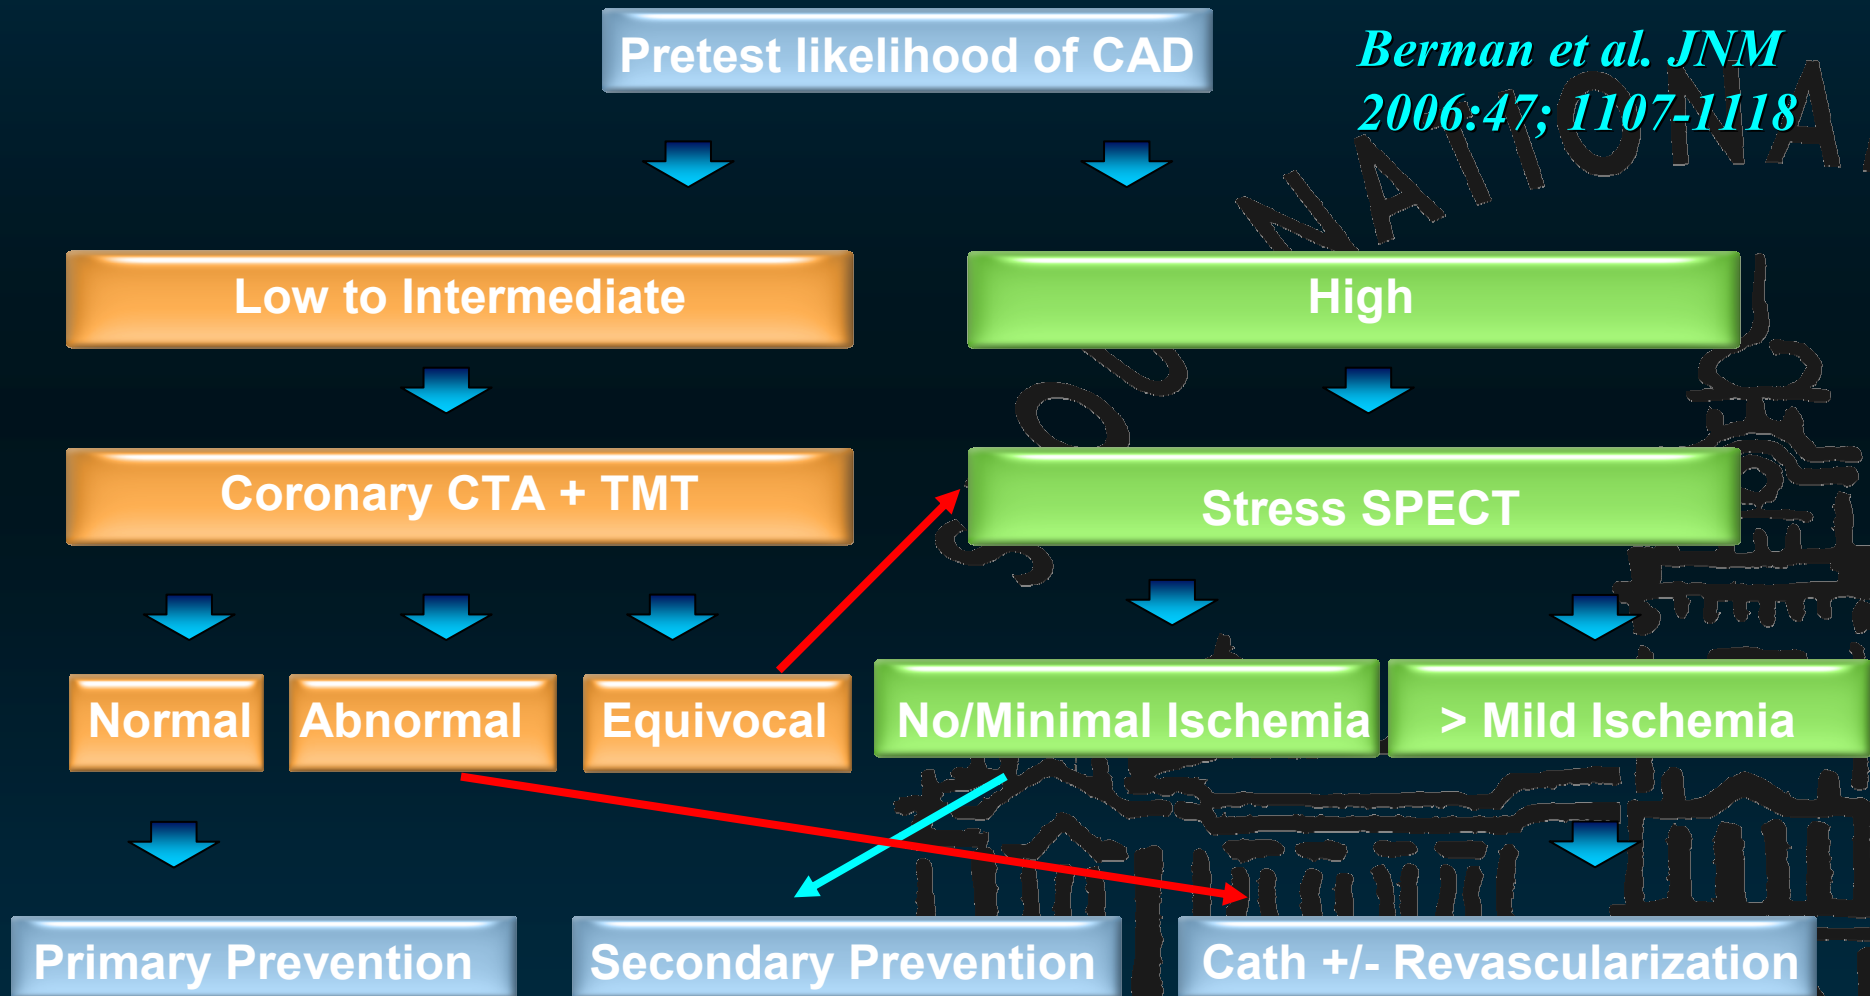 Pretest likelihood of CAD
Berman et al. JNM
2006:47; 1107-1118
Low to Intermediate
High
Coronary CTA + TMT
Stress SPECT
Normal
Abnormal
Equivocal
No/Minimal Ischemia
> Mild Ischemia
Primary Prevention
Secondary Prevention
Cath +/- Revascularization